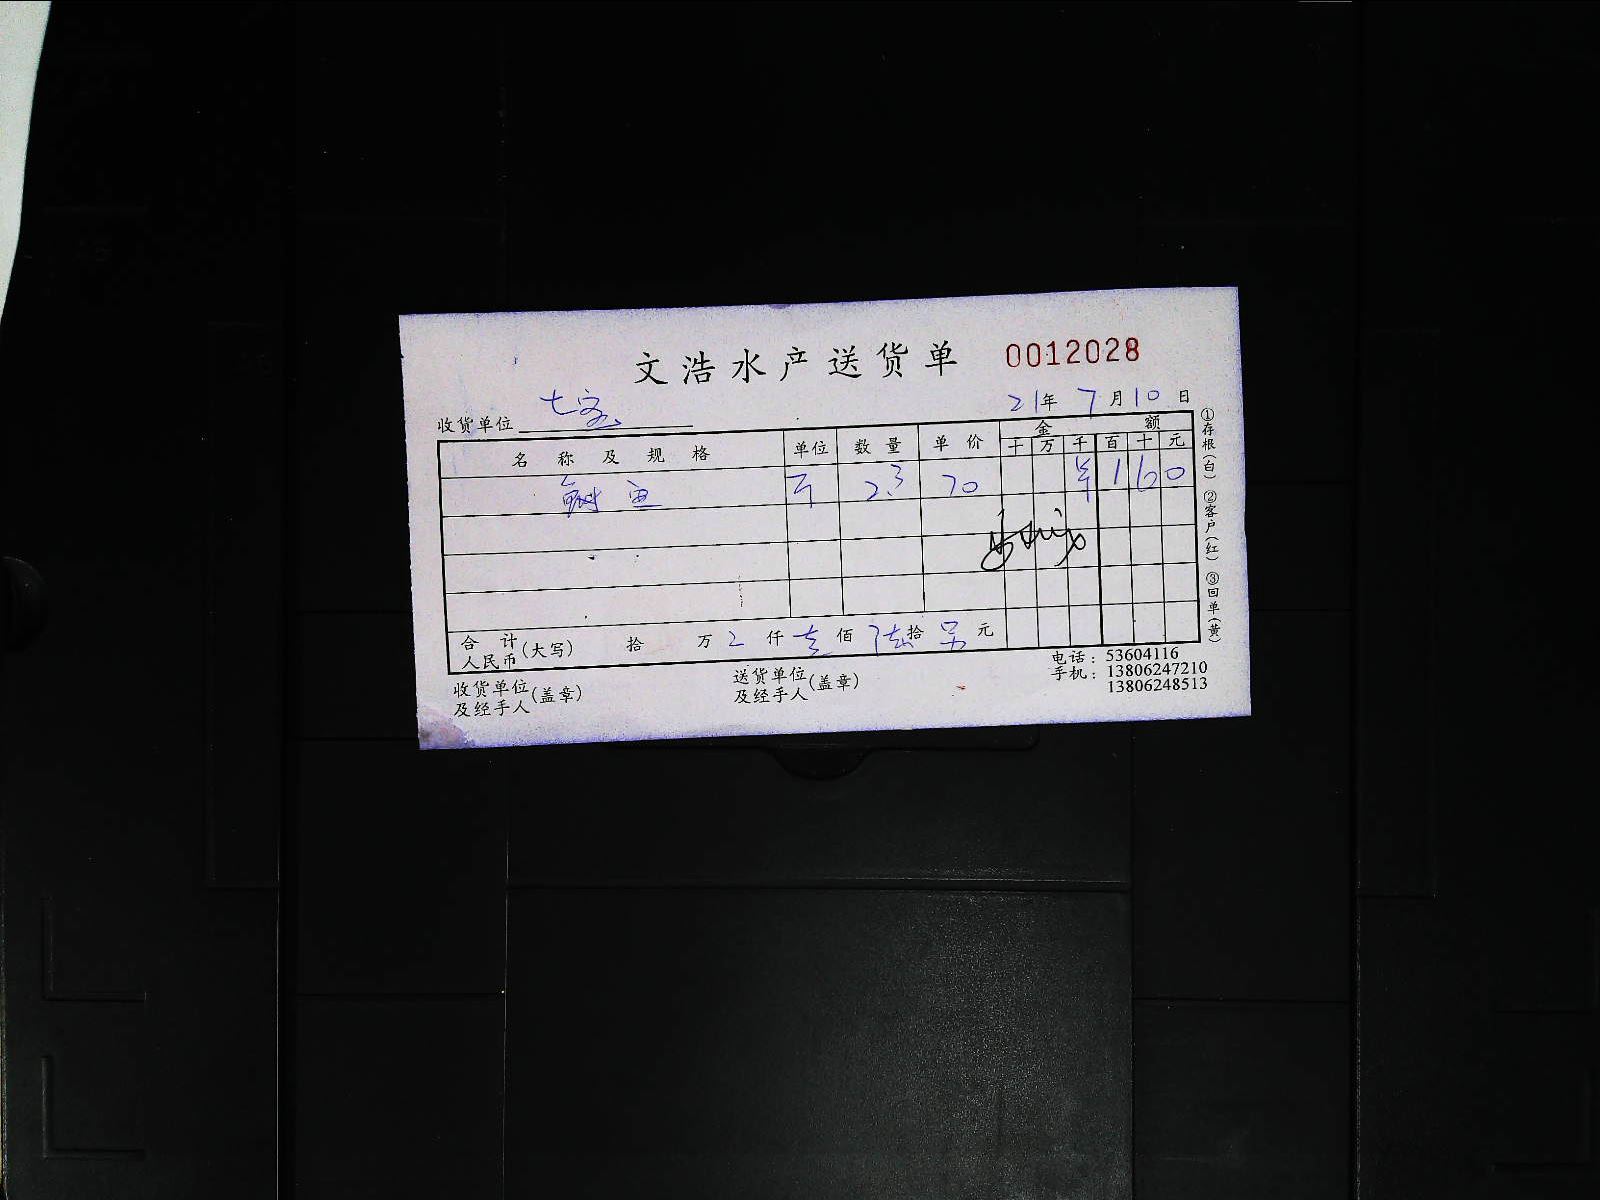 文浩水产送货单 0012028
收货单位 七客 21年7月10日
名称及规格 单位 数量 单价 金额
十 万 千 百 十 元
鱼 斤 2.3 70 ¥ 1 6 0
合计人民币(大写) 拾 万 仟 壹 佰 陆 拾 另 元
收货单位及经手人(盖章) 送货单位及经手人(盖章)
电话：53604116
手机：13806247210
13806248513
①存根(白) ②客户(红) ③回单(黄)